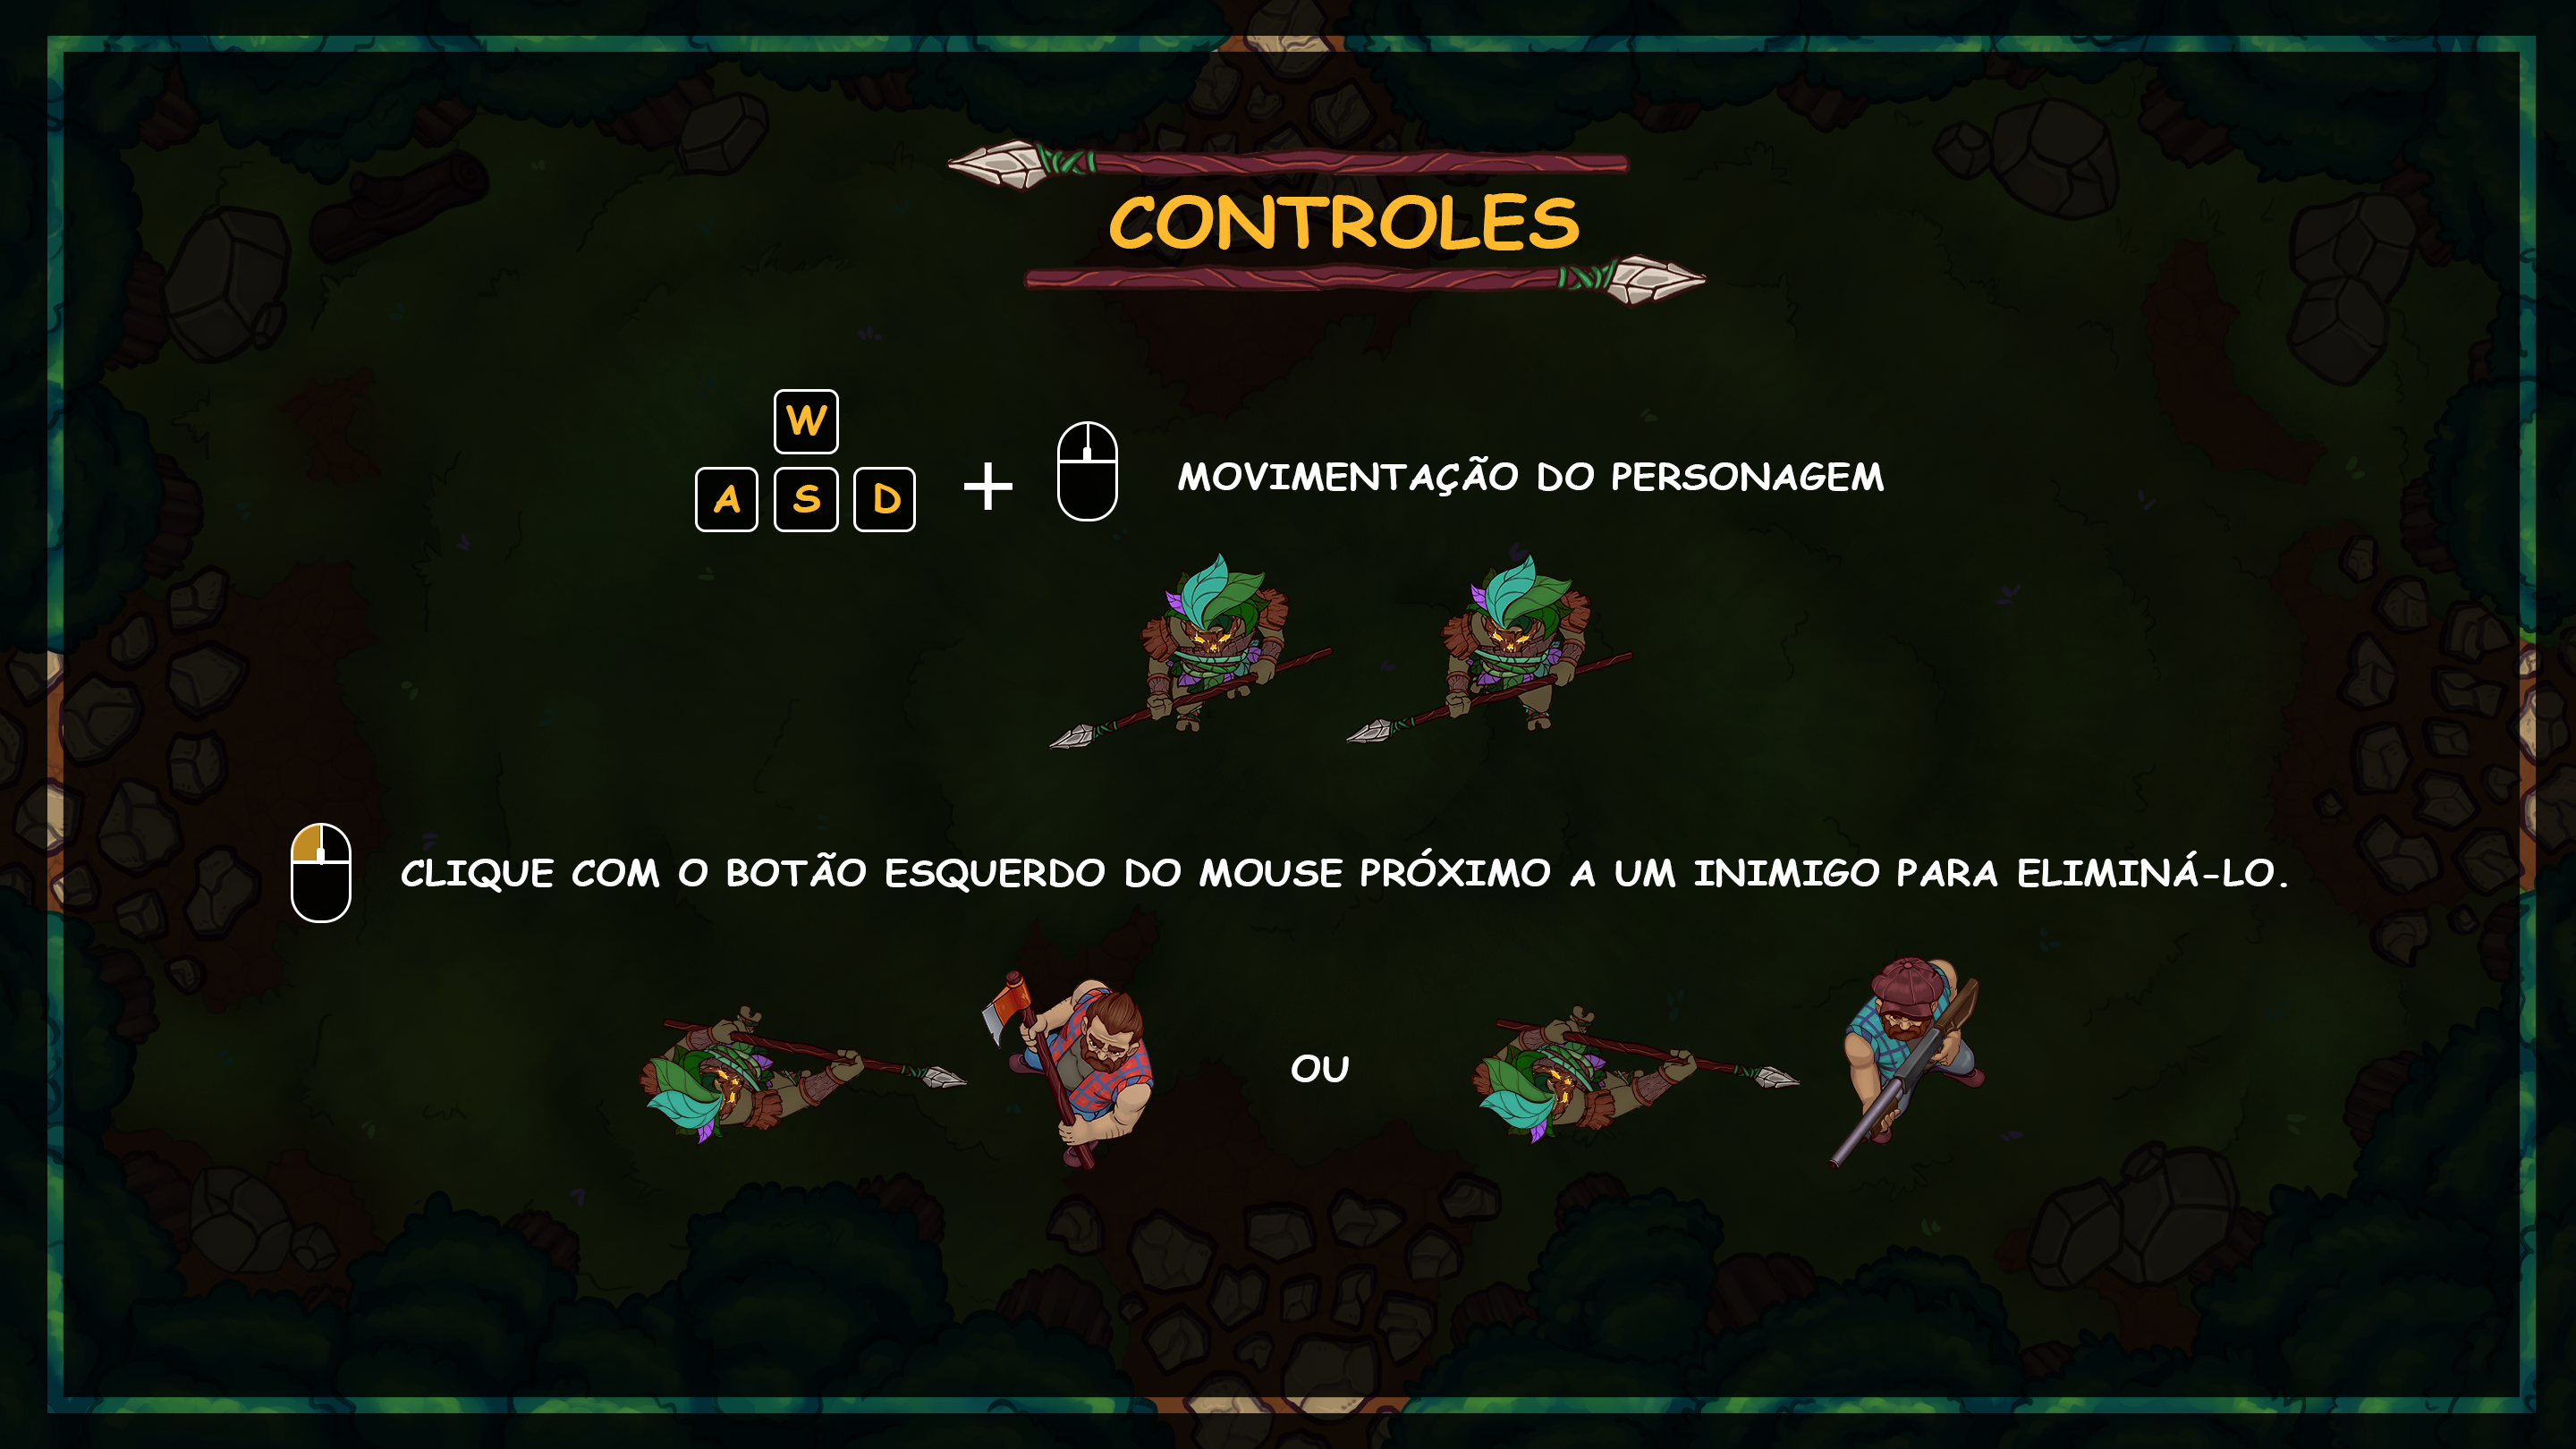 CONTROLES
W
A S D + MOVIMENTAÇÃO DO PERSONAGEM
CLIQUE COM O BOTÃO ESQUERDO DO MOUSE PRÓXIMO A UM INIMIGO PARA ELIMINÁ-LO.
OU